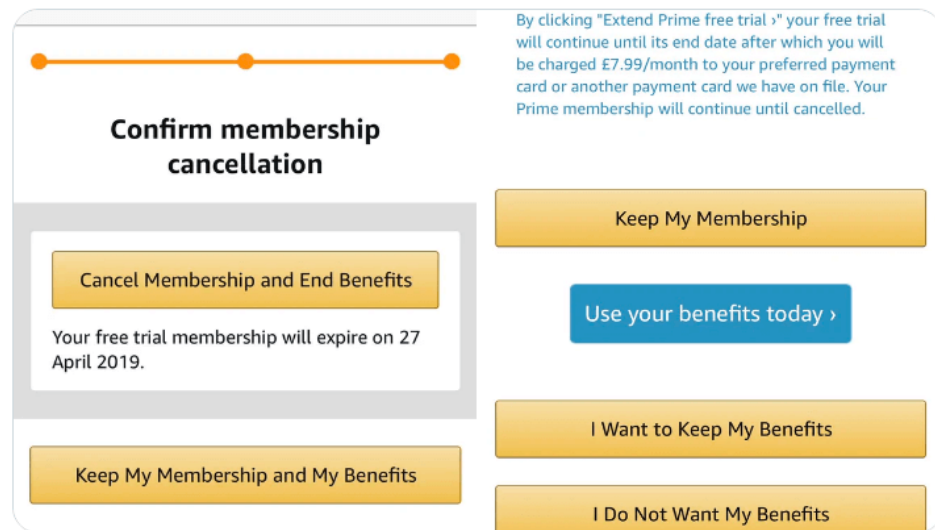 Confirm membership
cancellation
Cancel Membership and End Benefits
Your free trial membership will expire on 27
April 2019.
Keep My Membership and My Benefits
By clicking "Extend Prime free trial ›" your free trial
will continue until its end date after which you will
be charged £7.99/month to your preferred payment
card or another payment card we have on file. Your
Prime membership will continue until cancelled.
Keep My Membership
Use your benefits today ›
I Want to Keep My Benefits
I Do Not Want My Benefits